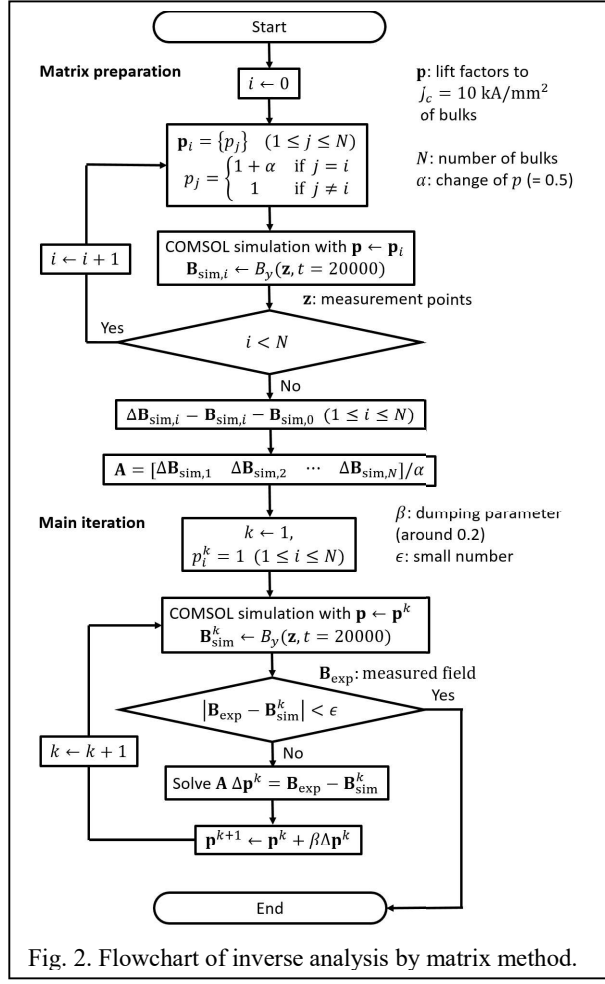 Start
Matrix preparation
i ← 0
p: lift factors to
j_c = 10 kA/mm²
of bulks
N: number of bulks
α: change of p (= 0.5)
p_i = {p_j} (1 ≤ j ≤ N)
p_j = {1 + α if j = i
1 if j ≠ i
i ← i + 1
COMSOL simulation with p ← p_i
B_sim,i ← B_y(z, t = 20000)
z: measurement points
Yes
i < N
No
ΔB_sim,i − B_sim,i − B_sim,0 (1 ≤ i ≤ N)
A = [ΔB_sim,1 ΔB_sim,2 ⋯ ΔB_sim,N]/α
Main iteration
k ← 1,
p_i^k = 1 (1 ≤ i ≤ N)
β: dumping parameter
(around 0.2)
ϵ: small number
COMSOL simulation with p ← p^k
B_sim^k ← B_y(z, t = 20000)
B_exp: measured field
Yes
|B_exp − B_sim^k| < ϵ
k ← k + 1
No
Solve A Δp^k = B_exp − B_sim^k
p^{k+1} ← p^k + βΛp^k
End
Fig. 2. Flowchart of inverse analysis by matrix method.